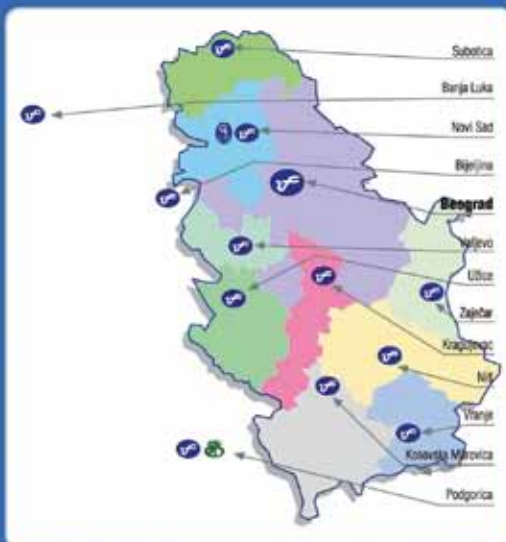 Subotica
Banja Luka
Novi Sad
Bijeljina
Beograd
Valjevo
Užice
Zaječar
Kragujevac
Niš
Vranje
Kosovska Mitrovica
Podgorica